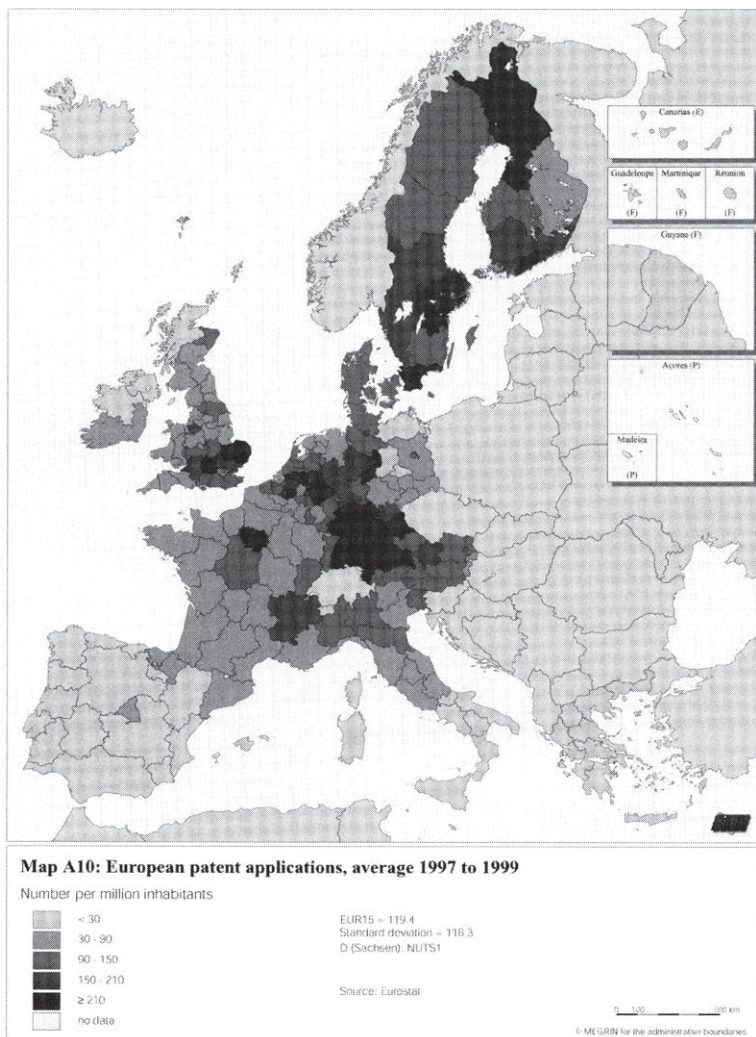 Canarias (E)
Guadeloupe Martinique Réunion
(F) (F) (F)
Guyane (F)
Açores (P)
Madeira
(P)
Map A10: European patent applications, average 1997 to 1999
Number per million inhabitants
< 30
30 - 90
90 - 150
150 - 210
≥ 210
no data
EUR15 = 119.4
Standard deviation = 116.3
D (Sachsen): NUTS1
Source: Eurostat
0 100 600 km
© MEGRIN for the administrative boundaries